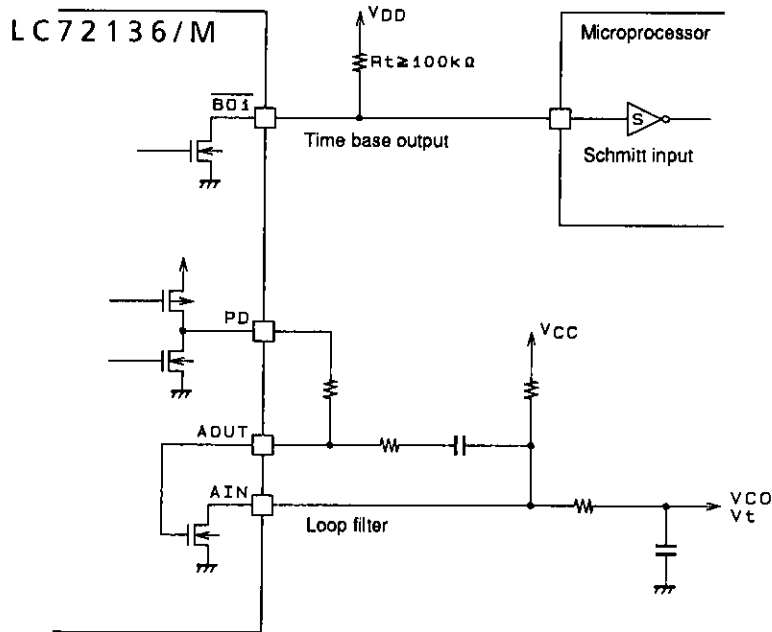 LC72136/M
VDD
Microprocessor
Rt≥100kΩ
BO1
S
Time base output
Schmitt input
PD
VCC
AOUT
AIN
Loop filter
VCO
Vt